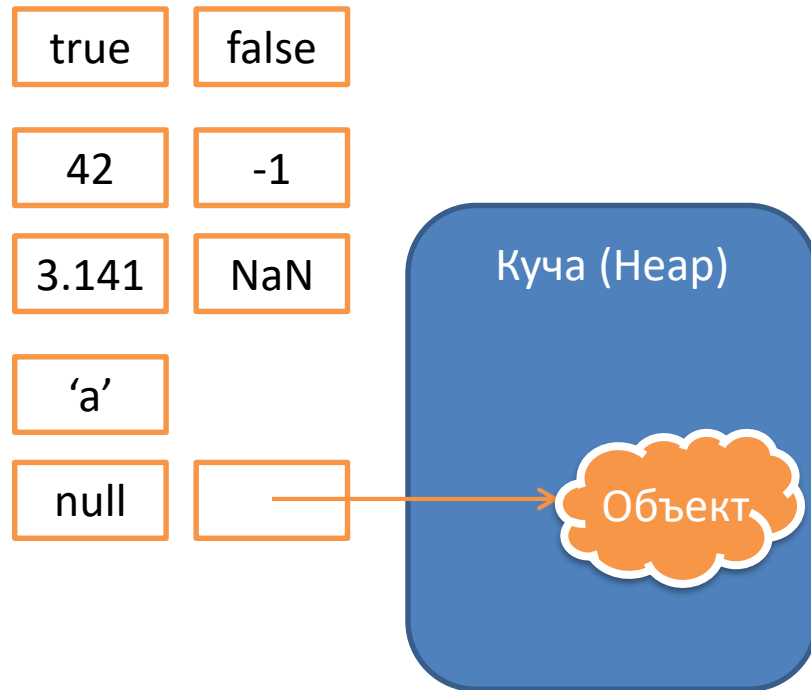 true false
42 -1
3.141 NaN
Куча (Heap)
‘a’
null
Объект